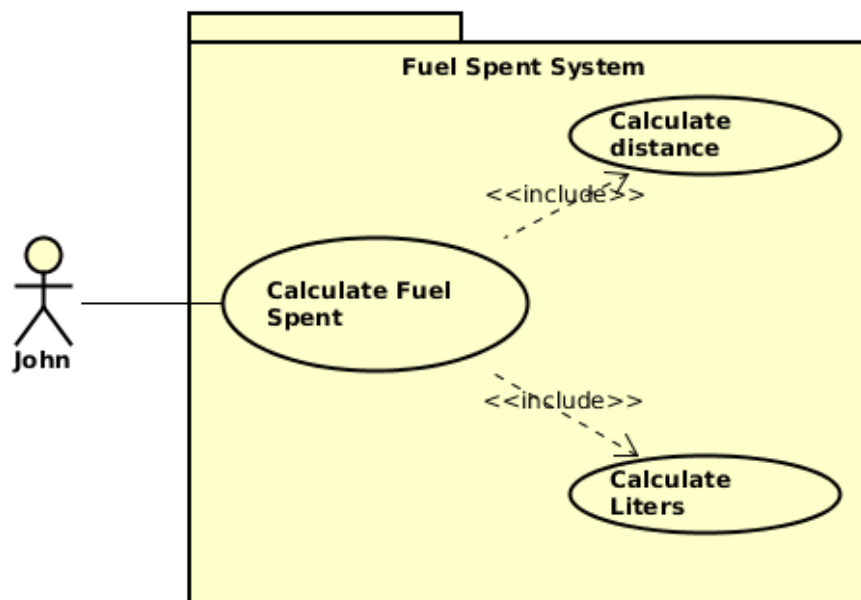 Fuel Spent System
Calculate
distance
<<include>>
Calculate Fuel
Spent
John
<<include>>
Calculate
Liters